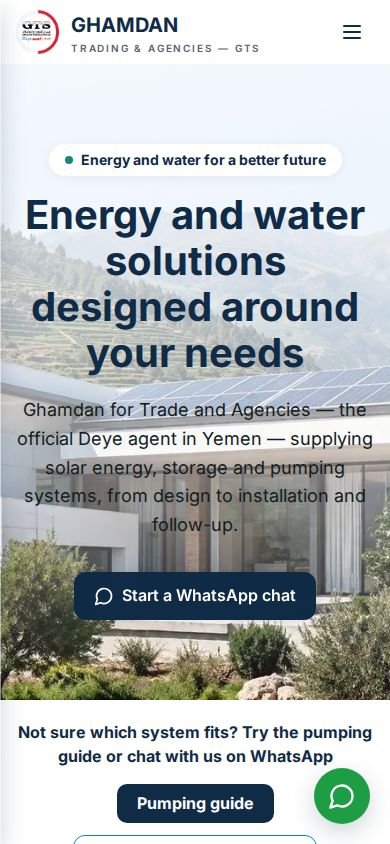 GTS
GHAMDAN
TRADING & AGENCIES — GTS
Energy and water for a better future
Energy and water
solutions
designed around
your needs
Ghamdan for Trade and Agencies — the
official Deye agent in Yemen — supplying
solar energy, storage and pumping
systems, from design to installation and
follow-up.
Start a WhatsApp chat
Not sure which system fits? Try the pumping
guide or chat with us on WhatsApp
Pumping guide